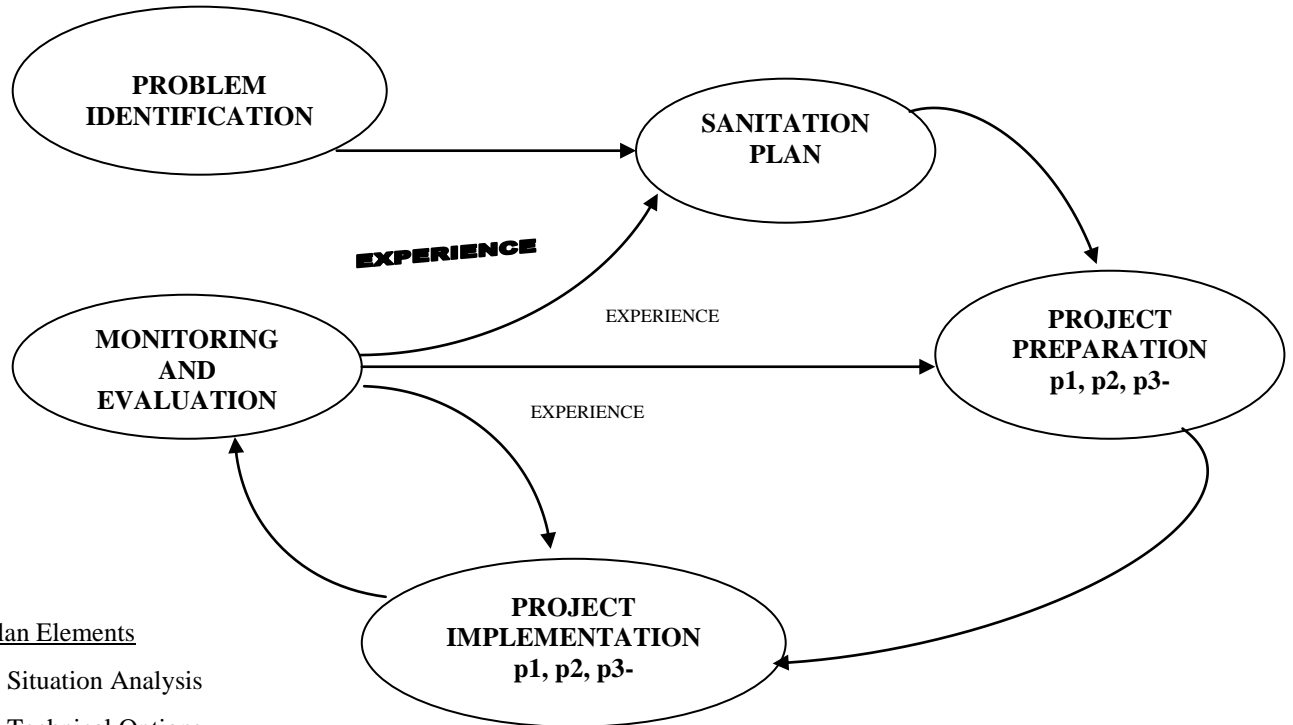 PROBLEM
IDENTIFICATION
SANITATION
PLAN
EXPERIENCE
EXPERIENCE
MONITORING
AND
EVALUATION
PROJECT
PREPARATION
p1, p2, p3-
EXPERIENCE
PROJECT
IMPLEMENTATION
p1, p2, p3-
lan Elements
Situation Analysis
Technical Options